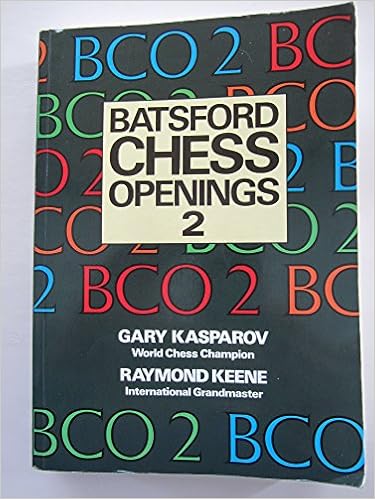 BCO 2 BC
BATSFORD
CHESS
OPENINGS
2
2 BCO 2 BC
GARY KASPAROV
World Chess Champion
RAYMOND KEENE
International Grandmaster
BCO 2 BCO